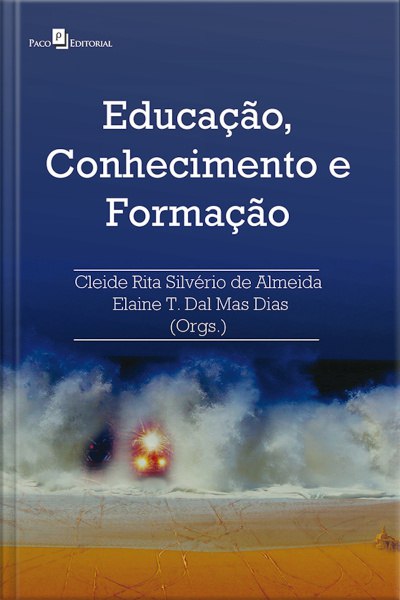 PACO EDITORIAL
Educação,
Conhecimento e
Formação
Cleide Rita Silvério de Almeida
Elaine T. Dal Mas Dias
(Orgs.)